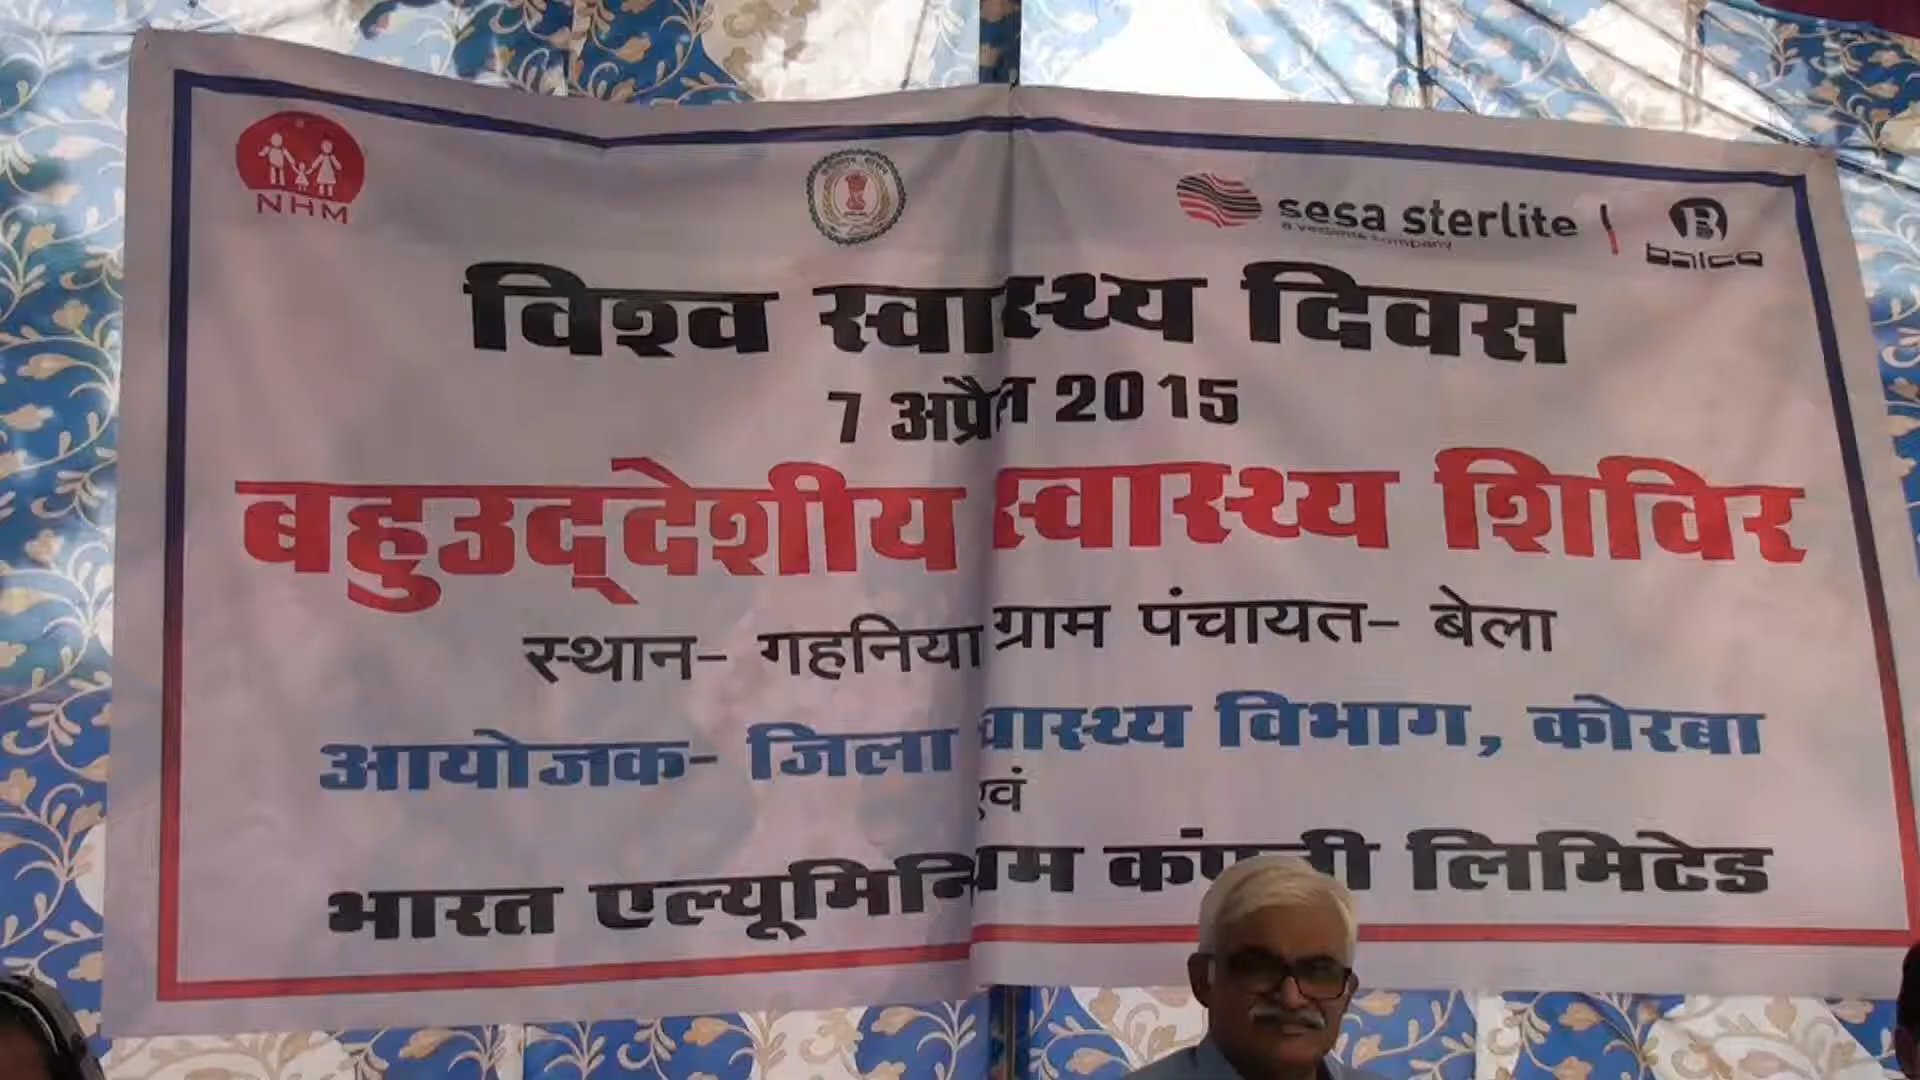 NHM
sesa sterlite
a vedanta company
balco
विश्व स्वास्थ्य दिवस
7 अप्रैल 2015
बहुउद्‌देशीय स्वास्थ्य शिविर
स्थान- गहनिया ग्राम पंचायत- बेला
आयोजक- जिला स्वास्थ्य विभाग, कोरबा
एवं
भारत एल्यूमिनियम कंपनी लिमिटेड